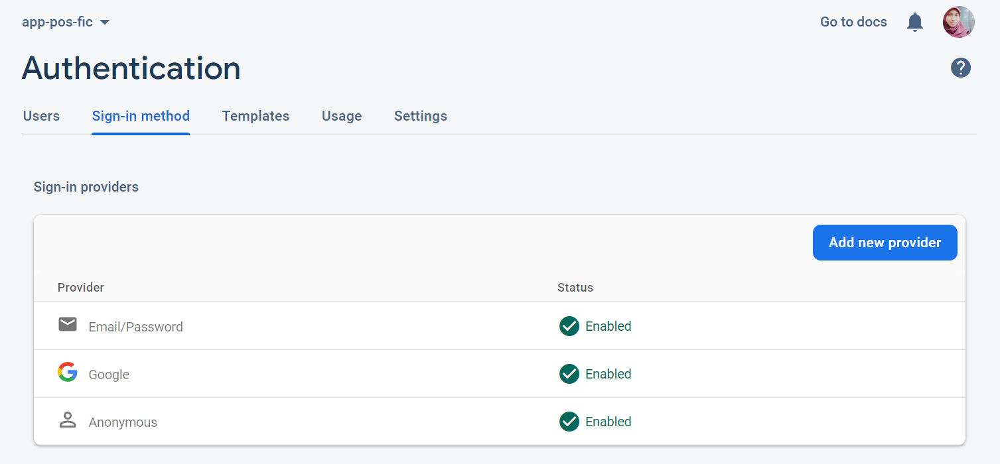 app-pos-fic
Go to docs
Authentication
?
Users Sign-in method Templates Usage Settings
Sign-in providers
Add new provider
Provider Status
Email/Password Enabled
Google Enabled
Anonymous Enabled